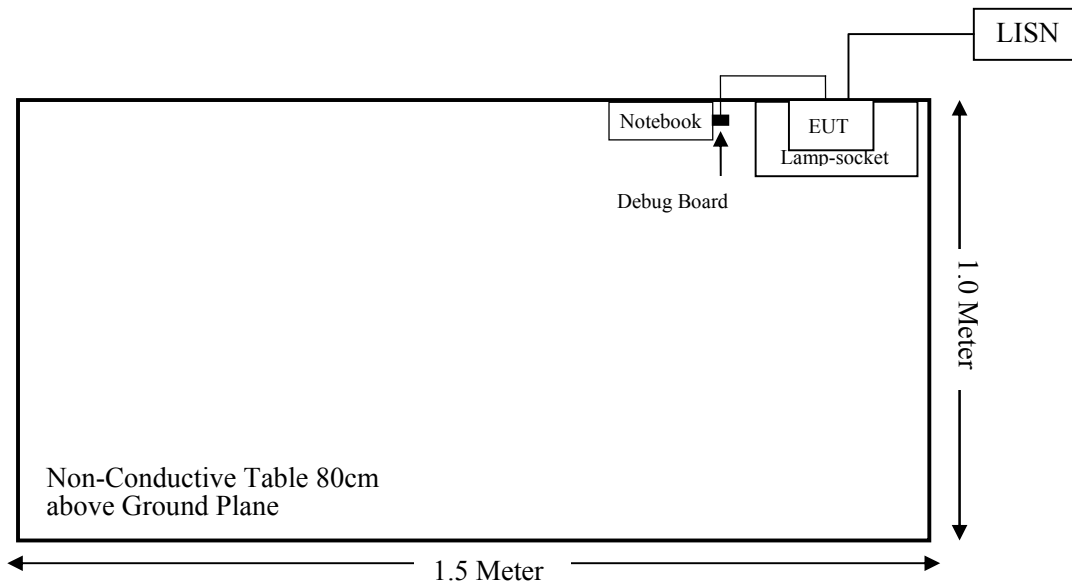 LISN
Notebook
EUT
Lamp-socket
Debug Board
1.0 Meter
Non-Conductive Table 80cm
above Ground Plane
1.5 Meter